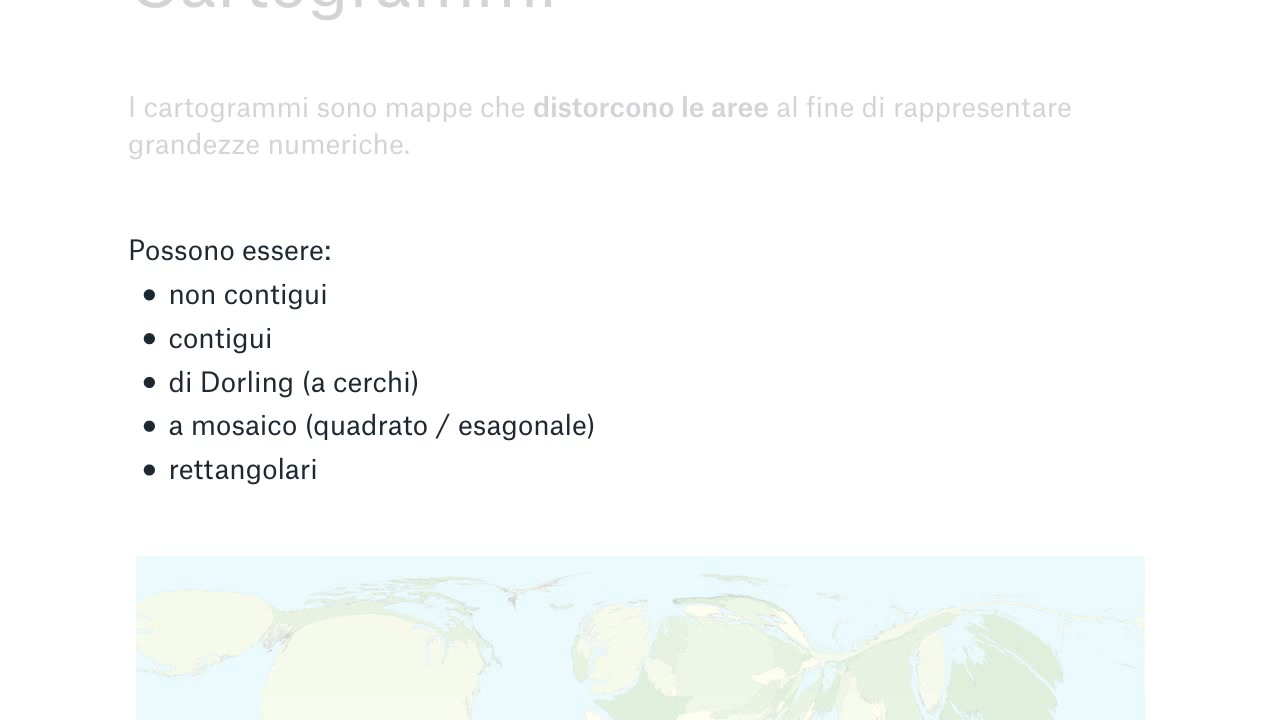 Cartogrammi
I cartogrammi sono mappe che distorcono le aree al fine di rappresentare
grandezze numeriche.
Possono essere:
• non contigui
• contigui
• di Dorling (a cerchi)
• a mosaico (quadrato / esagonale)
• rettangolari